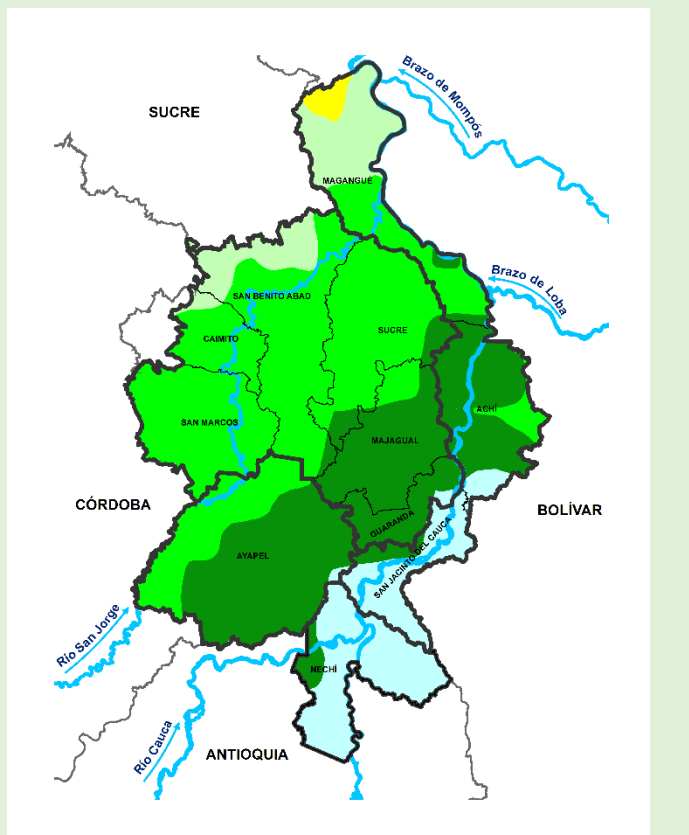 Brazo de Mompós
SUCRE
MAGANGUÉ
Brazo de Loba
SAN BENITO ABAD
SUCRE
CAIMITO
ACHÍ
SAN MARCOS
MAJAGUAL
CÓRDOBA
BOLÍVAR
GUARANDA
AYAPEL
SAN JACINTO DEL CAUCA
Río San Jorge
NECHÍ
Río Cauca
ANTIOQUIA